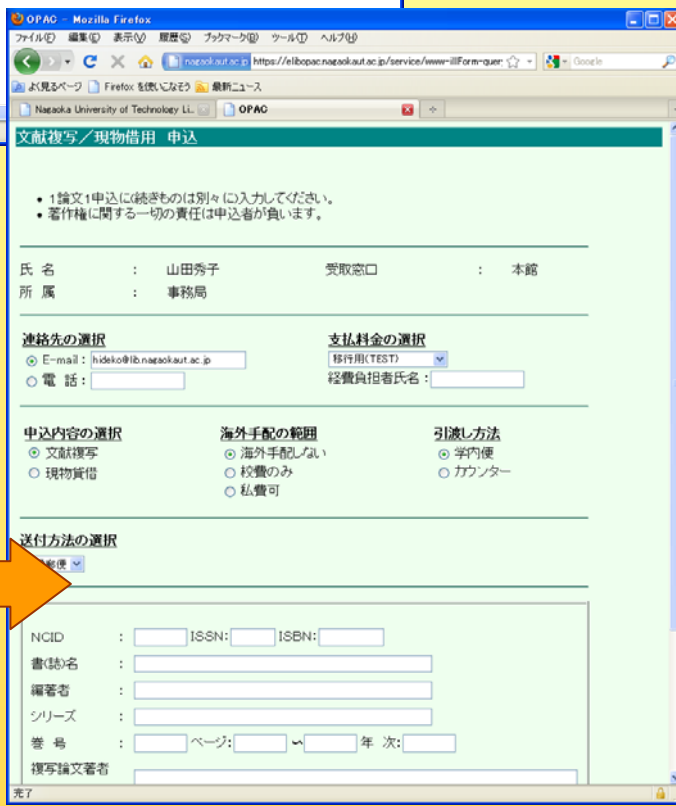 OPAC - Mozilla Firefox
ファイル(F) 編集(E) 表示(V) 履歴(S) ブックマーク(B) ツール(T) ヘルプ(H)
nagaokaut.ac.jp https://elibopac.nagaokaut.ac.jp/service/www-illForm-quer Google
よく見るページ Firefox を使いこなそう 最新ニュース
Nagaoka University of Technology Li.. OPAC
文献複写／現物借用 申込
• 1論文1申込に(続きものは別々に)入力してください。
• 著作権に関する一切の責任は申込者が負います。
氏 名 : 山田秀子 受取窓口 : 本館
所 属 : 事務局
連絡先の選択 支払料金の選択
E-mail : hideko@lib.nagaokaut.ac.jp 移行用(TEST)
電 話 : 経費負担者氏名 :
申込内容の選択 海外手配の範囲 引渡し方法
文献複写 海外手配しない 学内便
現物貸借 校費のみ カウンター
私費可
送付方法の選択
郵便
NCID : ISSN: ISBN:
書(誌)名 :
編著者 :
シリーズ :
巻 号 : ページ: ～ 年 次:
複写論文著者
完了